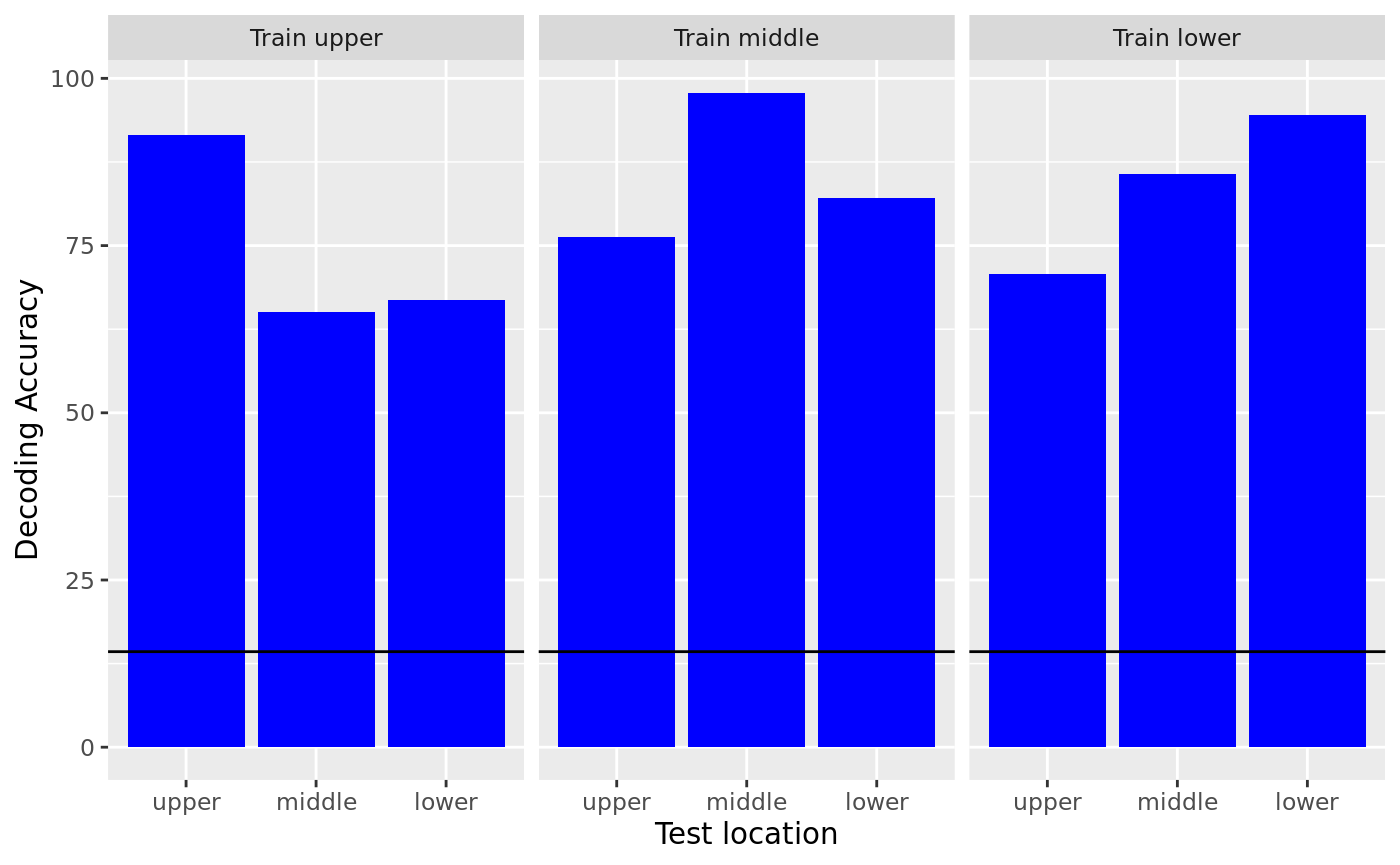 Train upper
Train middle
Train lower
Decoding Accuracy
100
75
50
25
0
upper middle lower
upper middle lower
upper middle lower
Test location